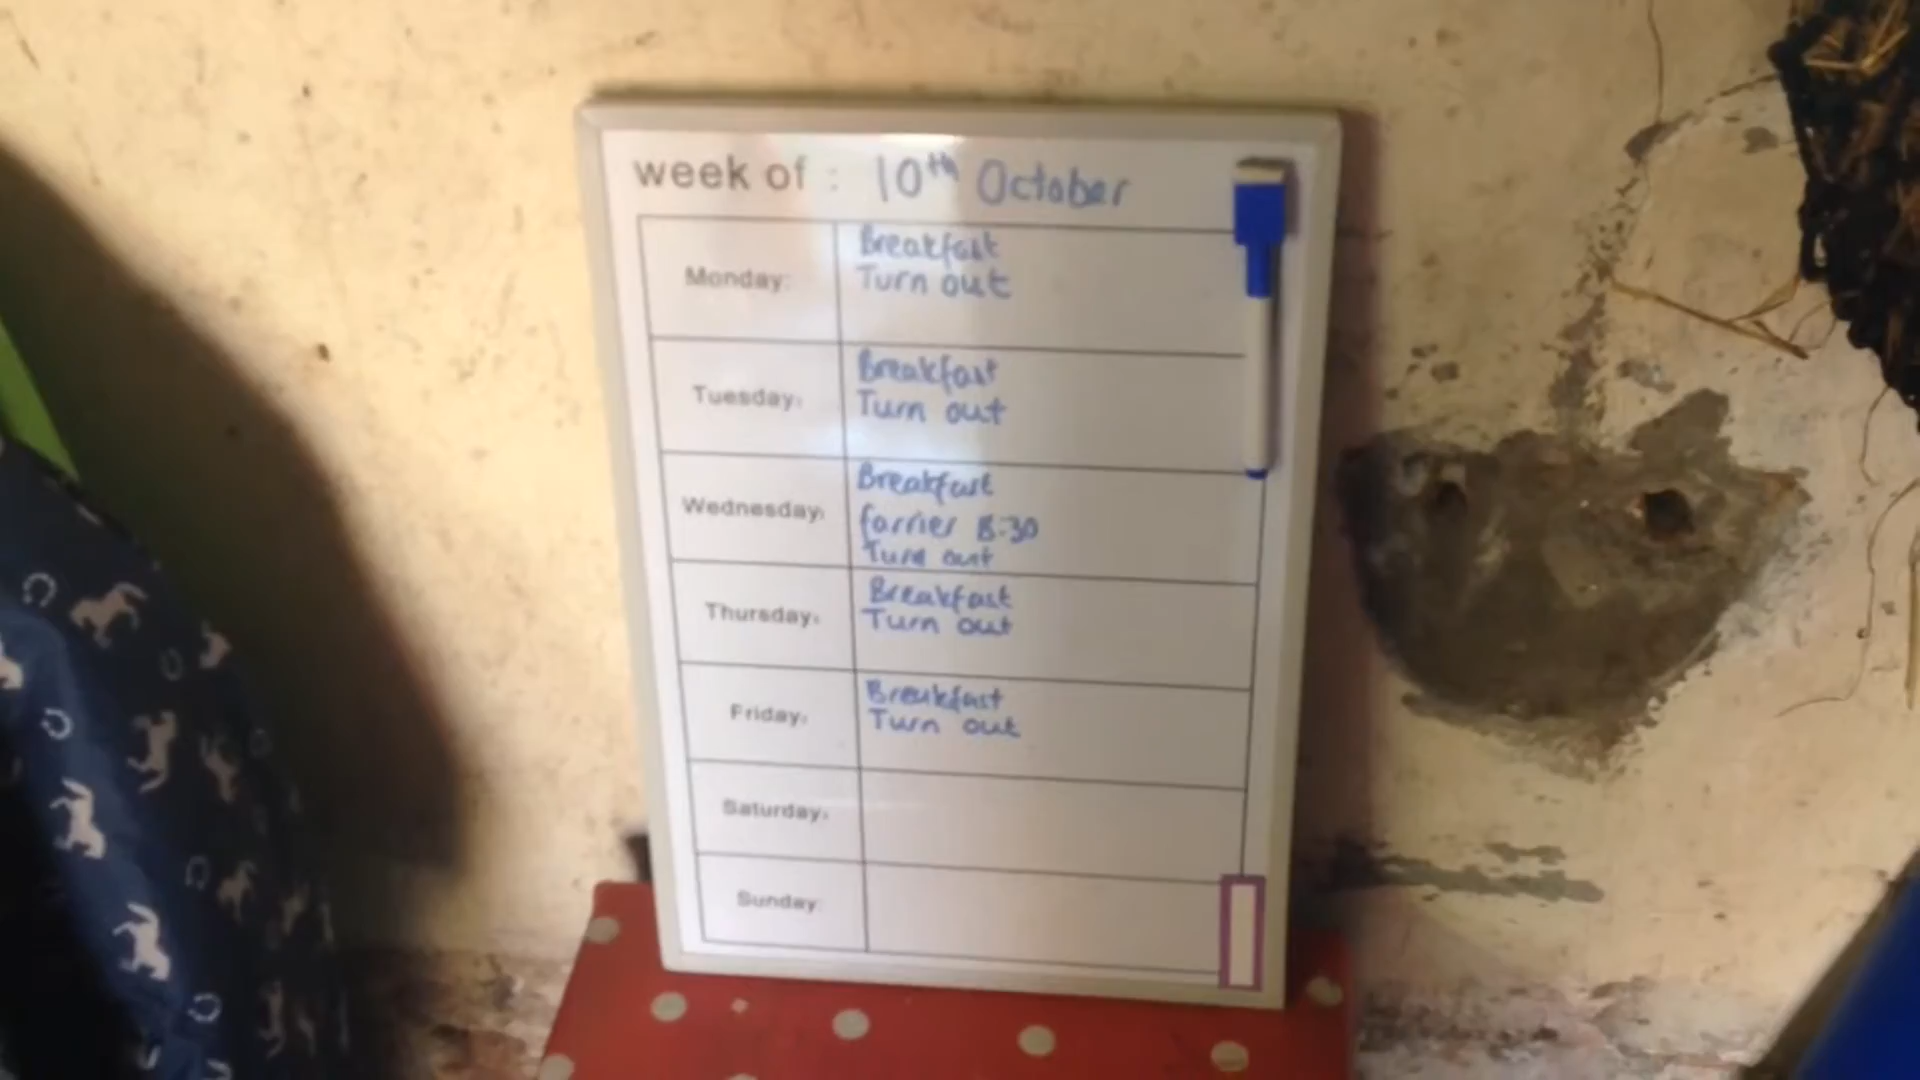 week of : 10th October
Monday:
Breakfast
Turn out
Tuesday:
Breakfast
Turn out
Wednesday:
Breakfast
farrier 8:30
Turn out
Thursday:
Breakfast
Turn out
Friday:
Breakfast
Turn out
Saturday:
Sunday: